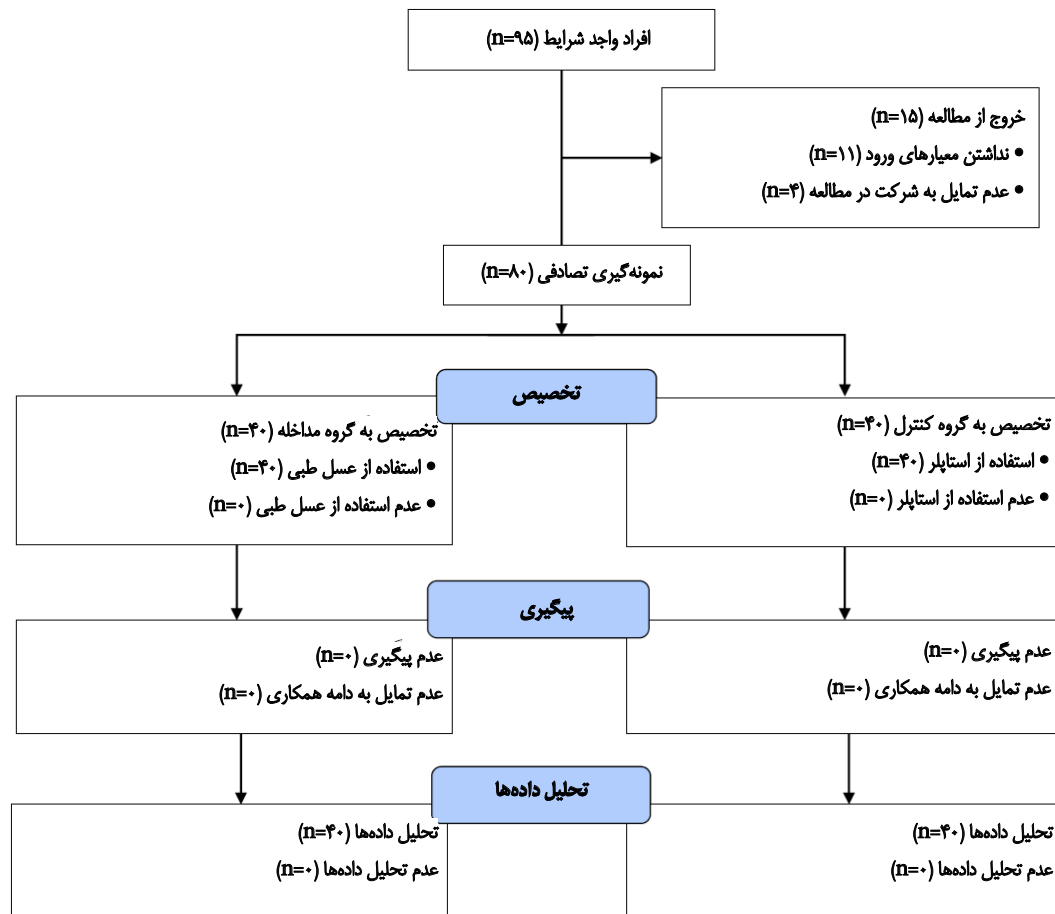 افراد واجد شرایط (n=۹۵)
خروج از مطالعه (n=۱۵)
• نداشتن معیارهای ورود (n=۱۱)
• عدم تمایل به شرکت در مطالعه (n=۴)
نمونه‌گیری تصادفی (n=۸۰)
تخصیص
تخصیص به گروه کنترل (n=۴۰)
• استفاده از استاپلر (n=۴۰)
• عدم استفاده از استاپلر (n=۰)
تخصیص به گروه مداخله (n=۴۰)
• استفاده از عسل طبی (n=۴۰)
• عدم استفاده از عسل طبی (n=۰)
پیگیری
عدم پیگیری (n=۰)
عدم تمایل به دامه همکاری (n=۰)
عدم پیگیری (n=۰)
عدم تمایل به دامه همکاری (n=۰)
تحلیل داده‌ها
تحلیل داده‌ها (n=۴۰)
عدم تحلیل داده‌ها (n=۰)
تحلیل داده‌ها (n=۴۰)
عدم تحلیل داده‌ها (n=۰)